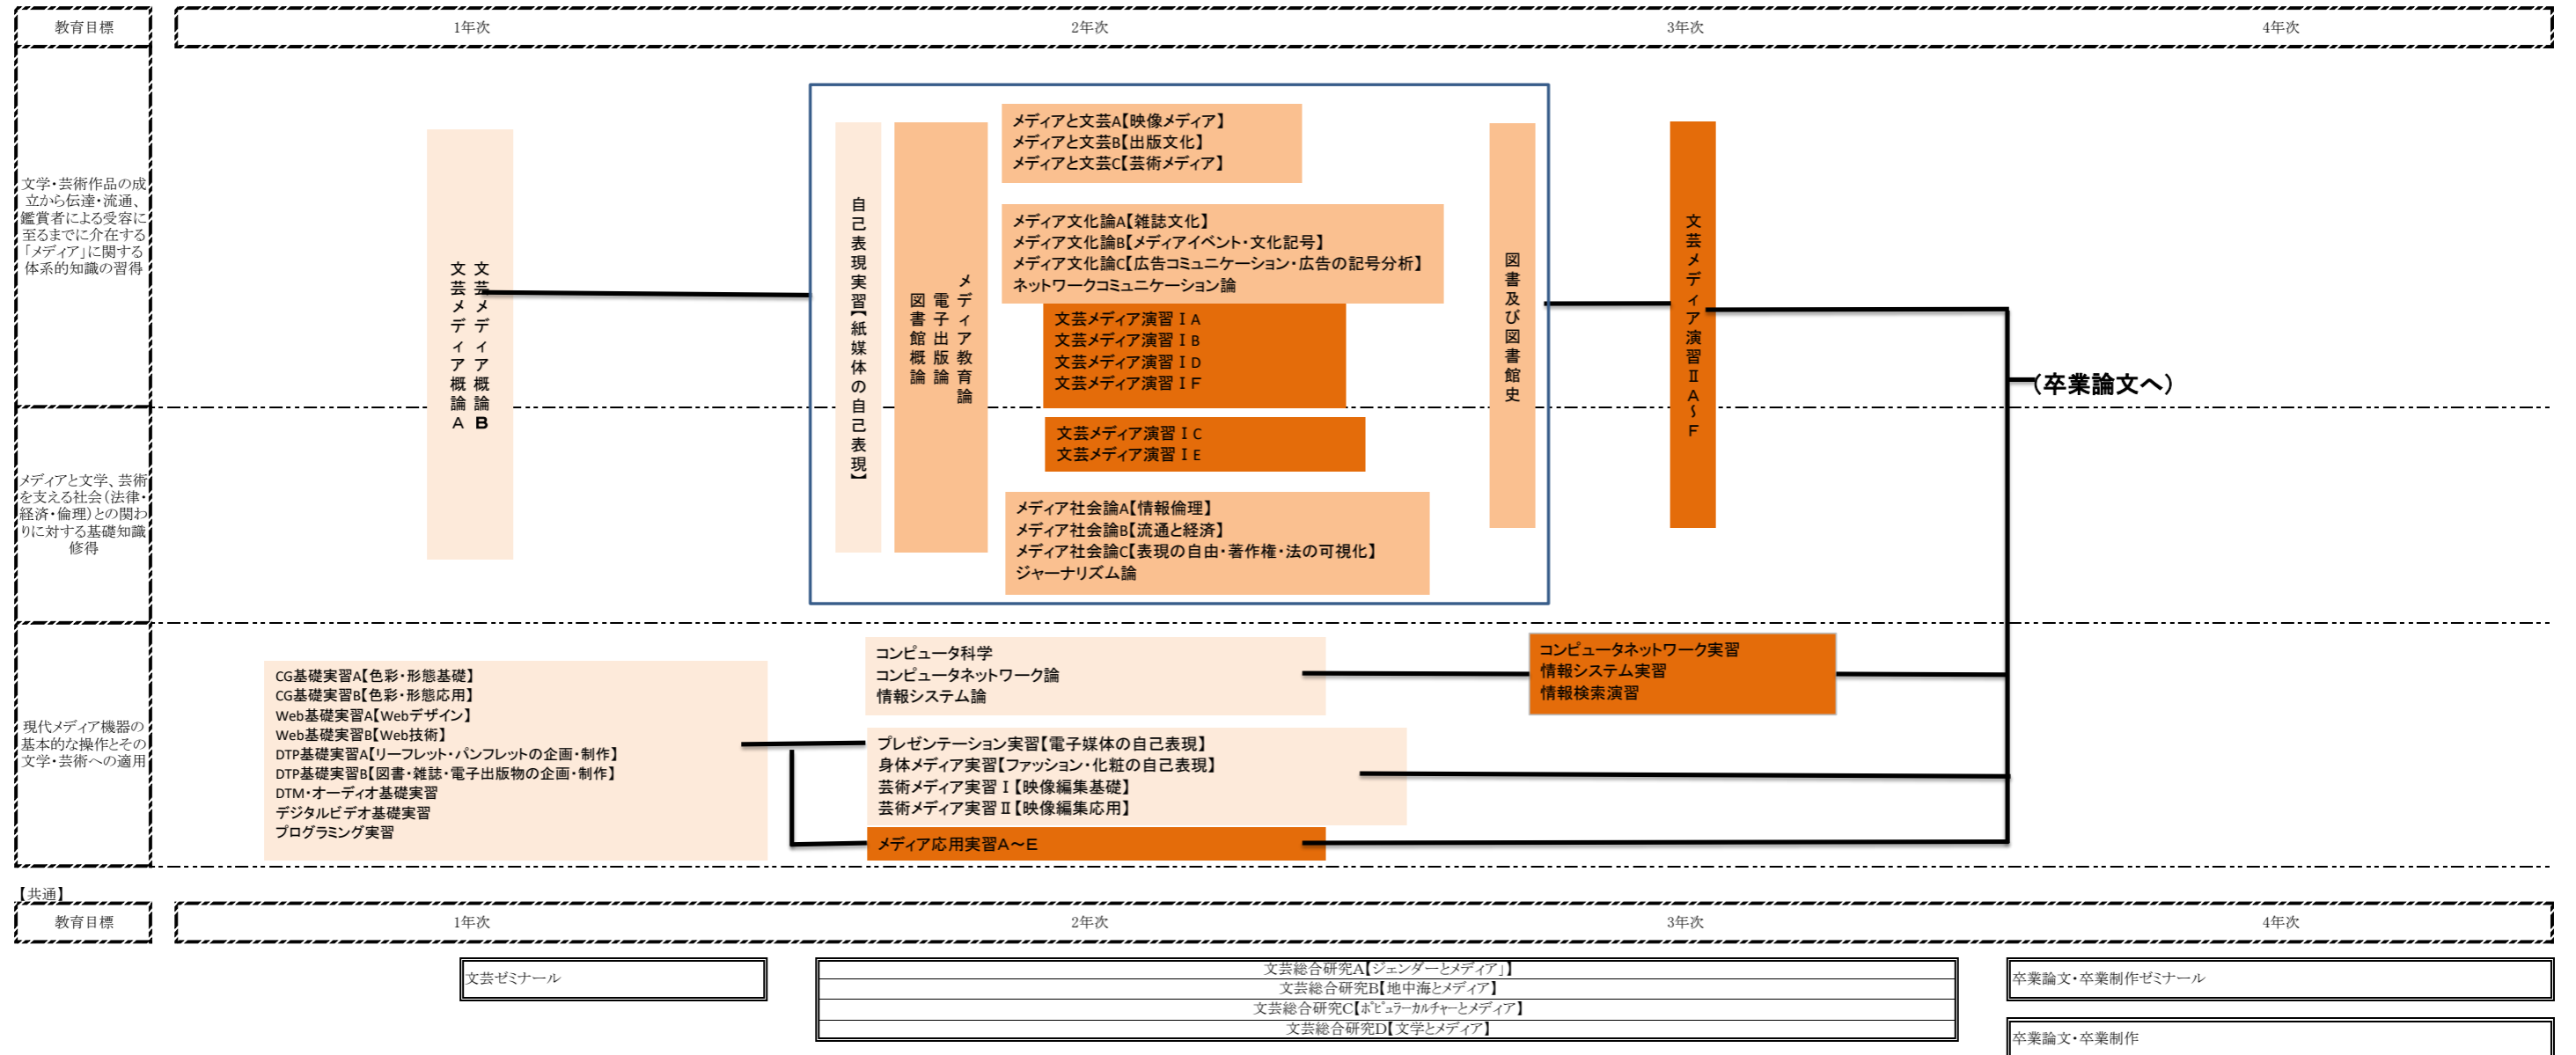 教育目標
1年次
2年次
3年次
4年次
文学・芸術作品の成
立から伝達・流通、
鑑賞者による受容に
至るまでに介在する
「メディア」に関する
体系的知識の習得
文芸メディア概論B
文芸メディア概論A
自己表現実習【紙媒体の自己表現】
メディア教育論
電子出版論
図書館概論
メディアと文芸A【映像メディア】
メディアと文芸B【出版文化】
メディアと文芸C【芸術メディア】
メディア文化論A【雑誌文化】
メディア文化論B【メディアイベント・文化記号】
メディア文化論C【広告コミュニケーション・広告の記号分析】
ネットワークコミュニケーション論
文芸メディア演習ⅠA
文芸メディア演習ⅠB
文芸メディア演習ⅠD
文芸メディア演習ⅠF
図書及び図書館史
文芸メディア演習ⅡA~F
(卒業論文へ)
メディアと文学、芸術
を支える社会(法律・
経済・倫理)との関わ
りに対する基礎知識
修得
文芸メディア演習ⅠC
文芸メディア演習ⅠE
メディア社会論A【情報倫理】
メディア社会論B【流通と経済】
メディア社会論C【表現の自由・著作権・法の可視化】
ジャーナリズム論
現代メディア機器の
基本的な操作とその
文学・芸術への適用
CG基礎実習A【色彩・形態基礎】
CG基礎実習B【色彩・形態応用】
Web基礎実習A【Webデザイン】
Web基礎実習B【Web技術】
DTP基礎実習A【リーフレット・パンフレットの企画・制作】
DTP基礎実習B【図書・雑誌・電子出版物の企画・制作】
DTM・オーディオ基礎実習
デジタルビデオ基礎実習
プログラミング実習
コンピュータ科学
コンピュータネットワーク論
情報システム論
コンピュータネットワーク実習
情報システム実習
情報検索演習
プレゼンテーション実習【電子媒体の自己表現】
身体メディア実習【ファッション・化粧の自己表現】
芸術メディア実習Ⅰ【映像編集基礎】
芸術メディア実習Ⅱ【映像編集応用】
メディア応用実習A~E
【共通】
教育目標
1年次
2年次
3年次
4年次
文芸ゼミナール
文芸総合研究A【ジェンダーとメディア」】
文芸総合研究B【地中海とメディア】
文芸総合研究C【ポピュラーカルチャーとメディア】
文芸総合研究D【文学とメディア】
卒業論文・卒業制作ゼミナール
卒業論文・卒業制作